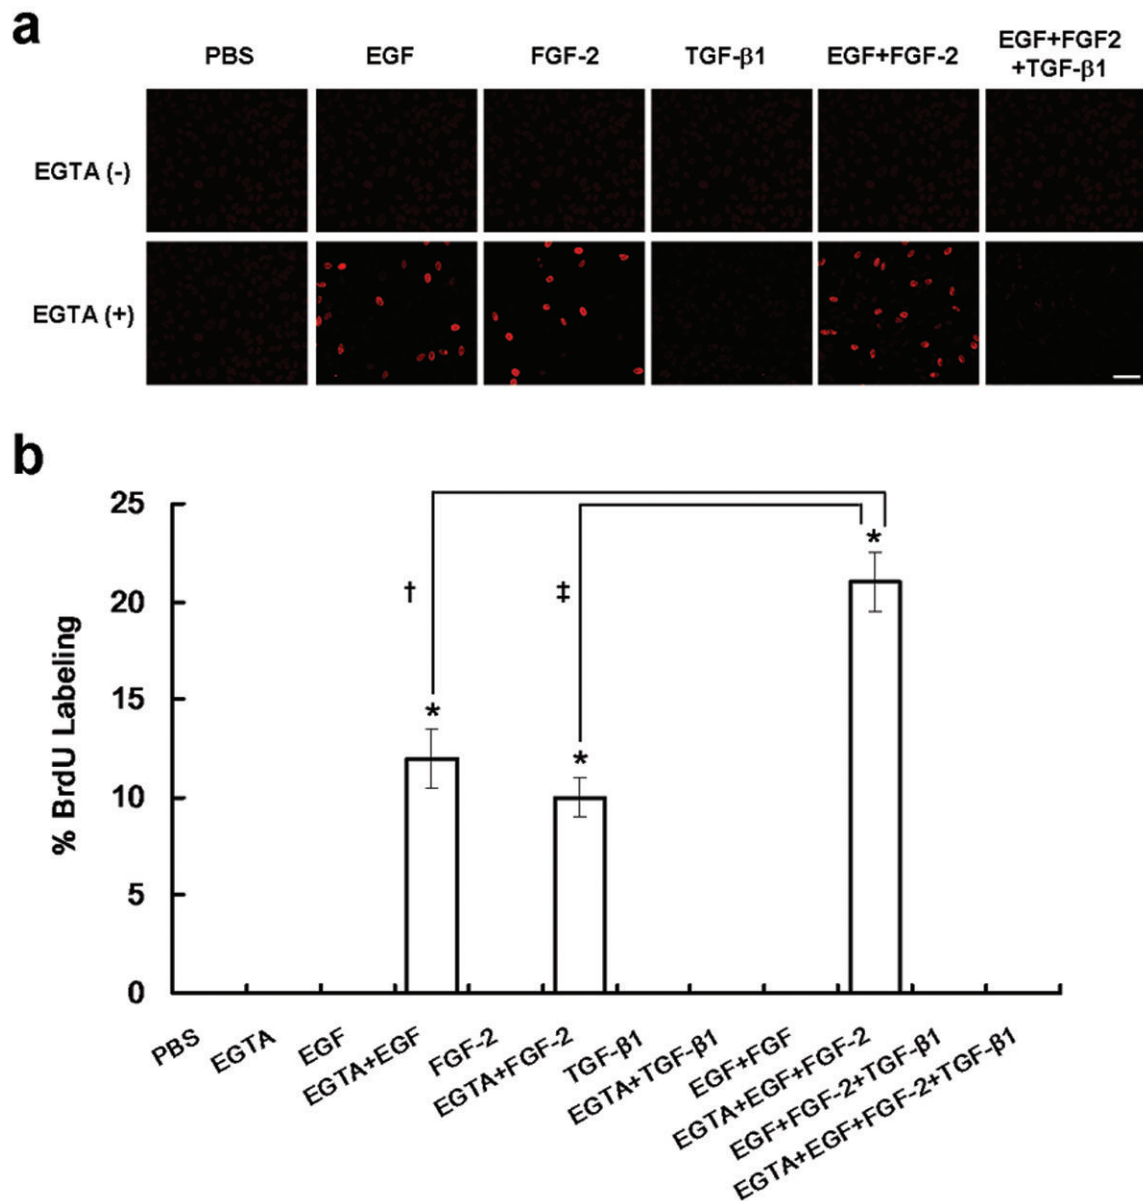 a
PBS EGF FGF-2 TGF-β1 EGF+FGF-2 EGF+FGF2
+TGF-β1
EGTA (-)
EGTA (+)
b
% BrdU Labeling
25
20
15
10
5
0
†
‡
*
*
*
PBS
EGTA
EGF
EGTA+EGF
FGF-2
EGTA+FGF-2
TGF-β1
EGTA+TGF-β1
EGF+FGF
EGTA+EGF+FGF-2
EGF+FGF-2+TGF-β1
EGTA+EGF+FGF-2+TGF-β1